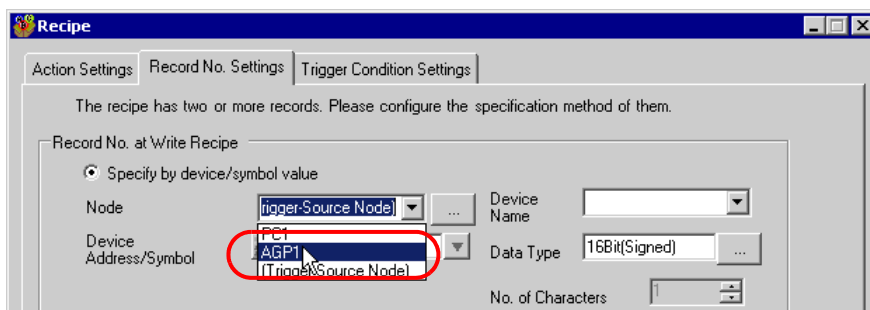 Recipe
Action Settings
Record No. Settings
Trigger Condition Settings
The recipe has two or more records. Please configure the specification method of them.
Record No. at Write Recipe
Specify by device/symbol value
Node
rigger-Source Node)
...
Device Name
PC1
AGP1
(Trigger-Source Node)
Device Address/Symbol
Data Type
16Bit(Signed)
...
No. of Characters
1